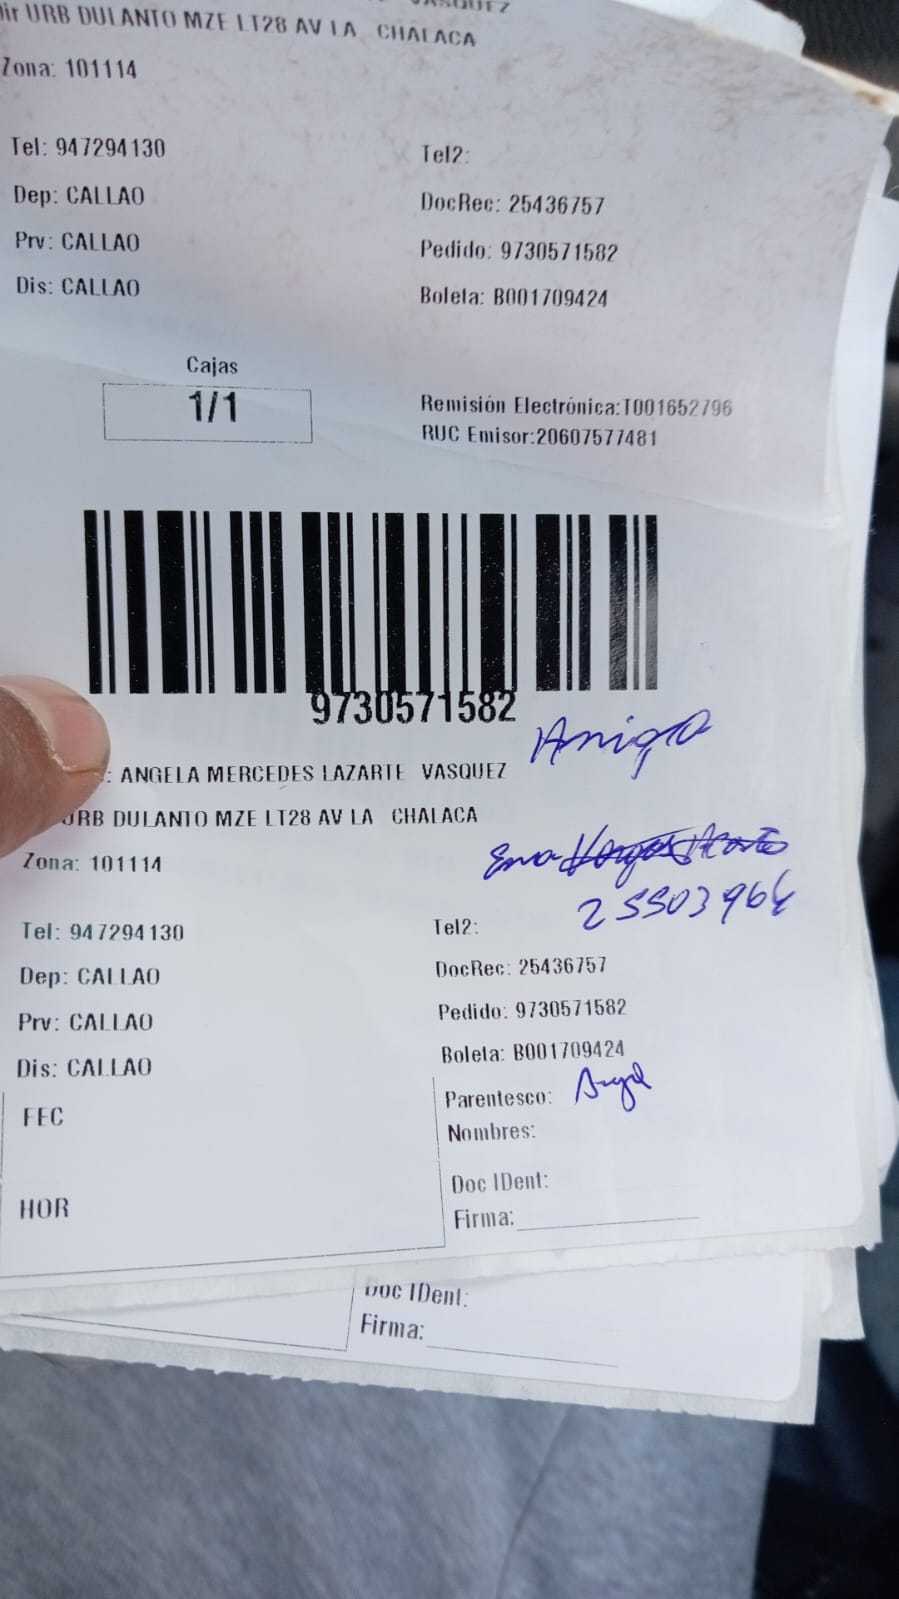 VASQUEZ
Dir URB DULANTO MZE LT28 AV LA CHALACA
Zona: 101114
Tel: 947294130
Tel2:
Dep: CALLAO
DocRec: 25436757
Prv: CALLAO
Pedido: 9730571582
Dis: CALLAO
Boleta: B001709424
Cajas
1/1
Remisión Electrónica:T001652796
RUC Emisor:20607577481
9730571582
Amigo
: ANGELA MERCEDES LAZARTE VASQUEZ
URB DULANTO MZE LT28 AV LA CHALACA
Zona: 101114
25503964
Tel: 947294130
Tel2:
Dep: CALLAO
DocRec: 25436757
Prv: CALLAO
Pedido: 9730571582
Dis: CALLAO
Boleta: B001709424
FEC
Parentesco:
Nombres:
HOR
Doc IDent:
Firma:
Doc IDent:
Firma: